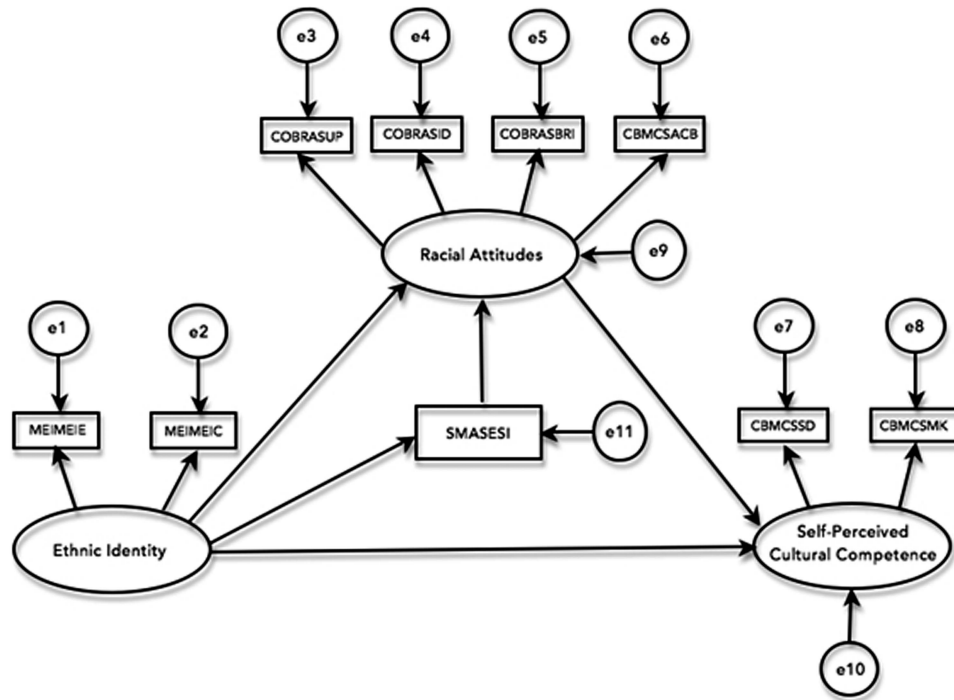 e3
e4
e5
e6
COBRASUP
COBRASID
COBRASBRI
CBMCSACB
Racial Attitudes
e9
e1
e2
e7
e8
MEIMEIE
MEIMEIC
SMASESI
e11
CBMCSSD
CBMCSMK
Ethnic Identity
Self-Perceived
Cultural Competence
e10